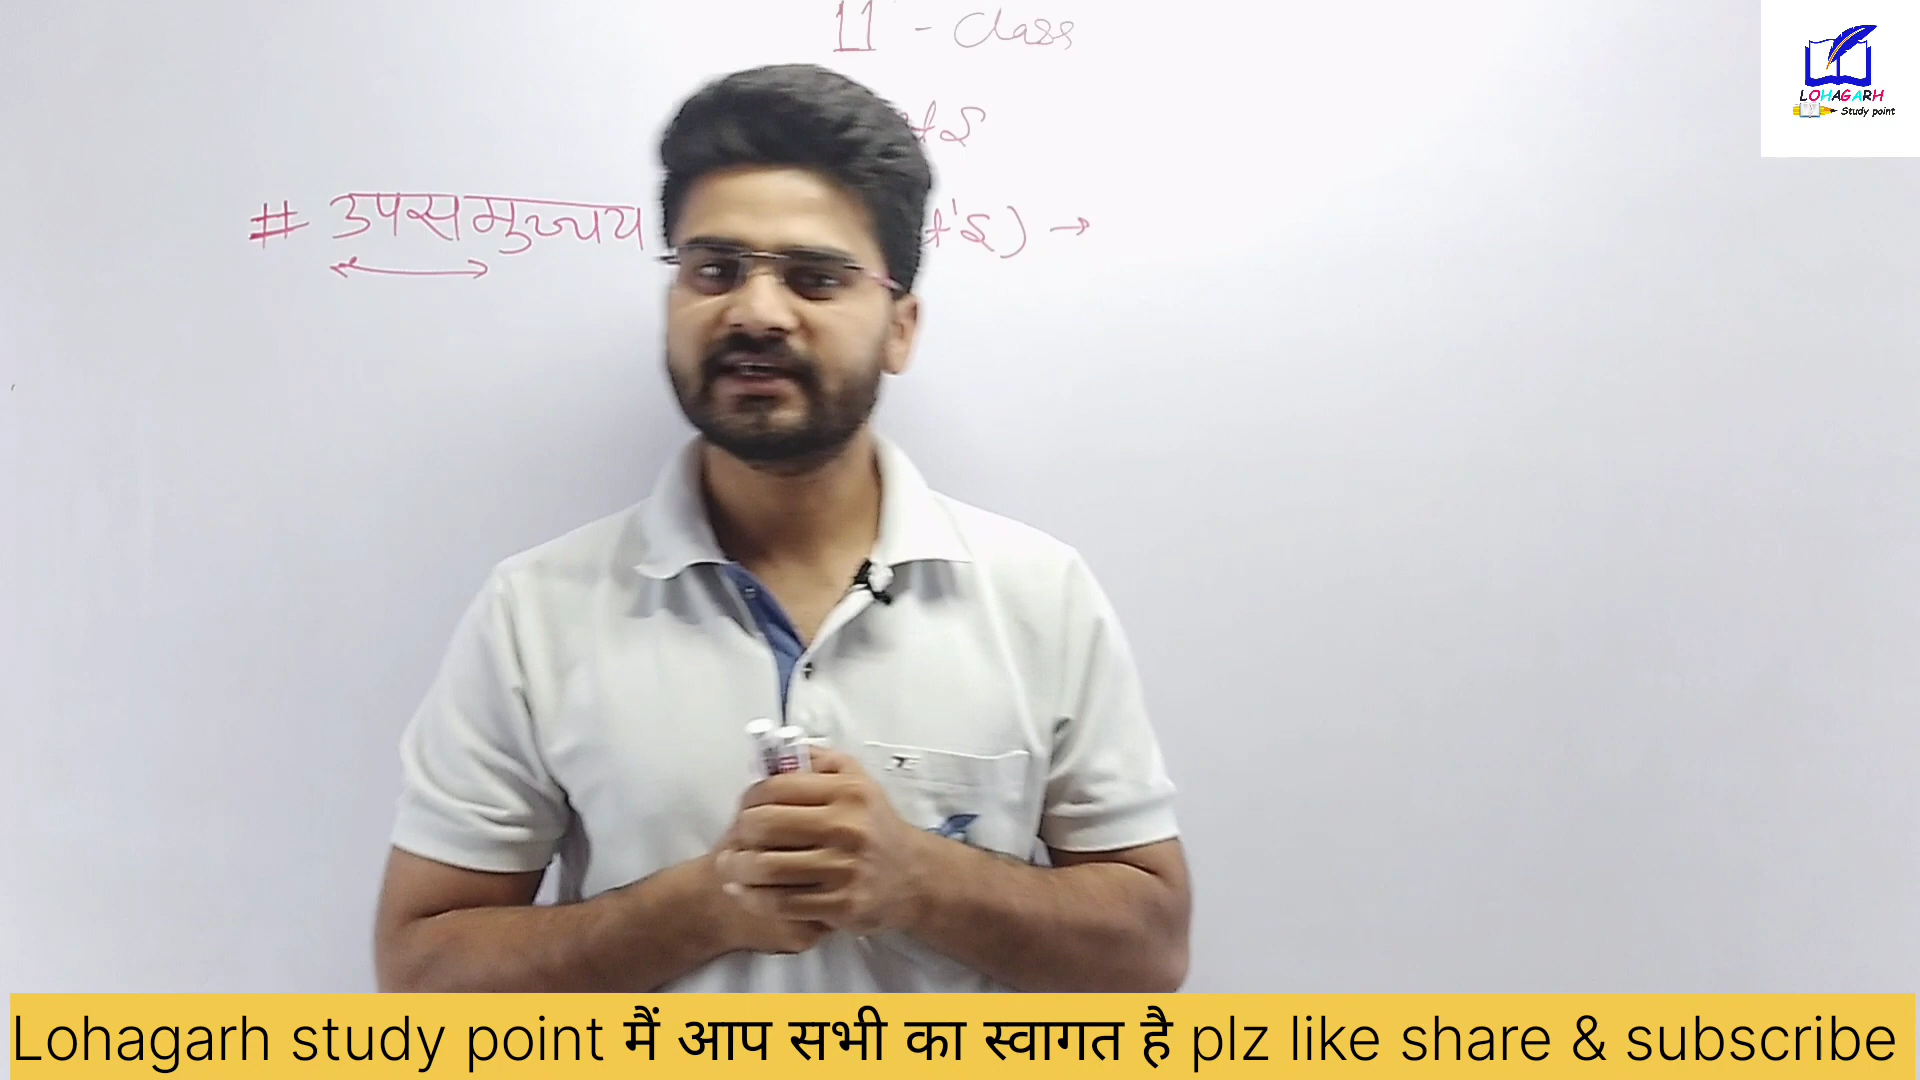 11 - Class
LOHAGARH
Study point
# उपसमुच्चय →
Lohagarh study point मैं आप सभी का स्वागत है plz like share & subscribe